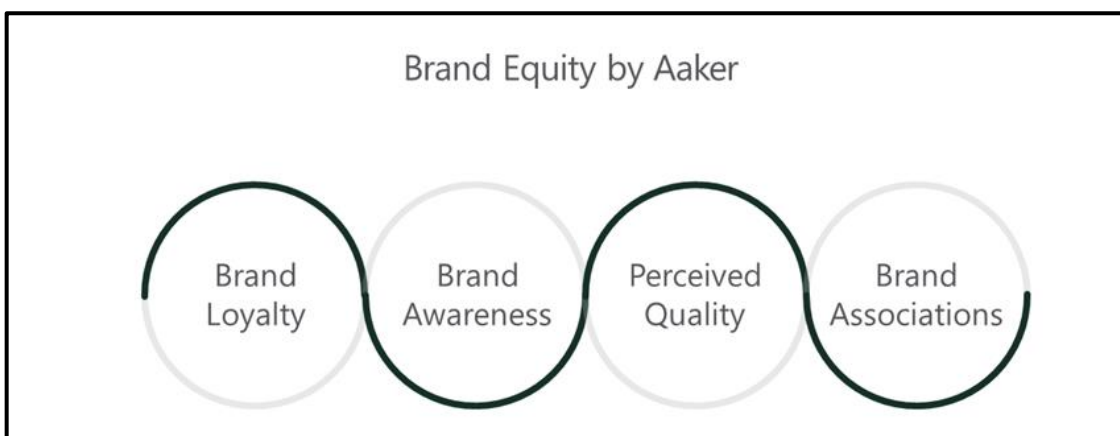 Brand Equity by Aaker
Brand
Loyalty
Brand
Awareness
Perceived
Quality
Brand
Associations